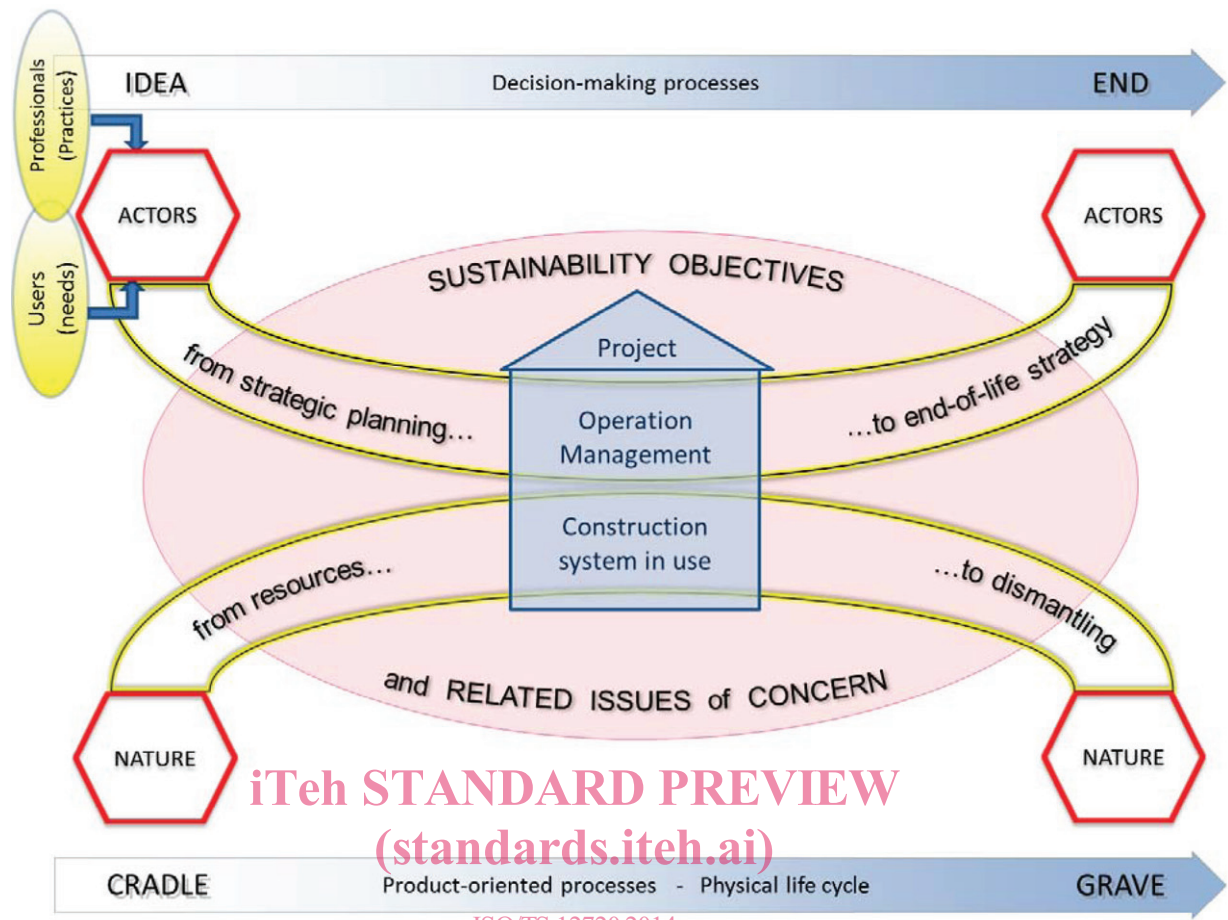 Professionals
(Practices)
IDEA
Decision-making processes
END
ACTORS
ACTORS
Users
(needs)
SUSTAINABILITY OBJECTIVES
Project
from strategic planning...
Operation
Management
...to end-of-life strategy
Construction
system in use
from resources...
...to dismantling
and RELATED ISSUES of CONCERN
NATURE
NATURE
iTeh STANDARD PREVIEW
(standards.iteh.ai)
CRADLE
Product-oriented processes - Physical life cycle
GRAVE